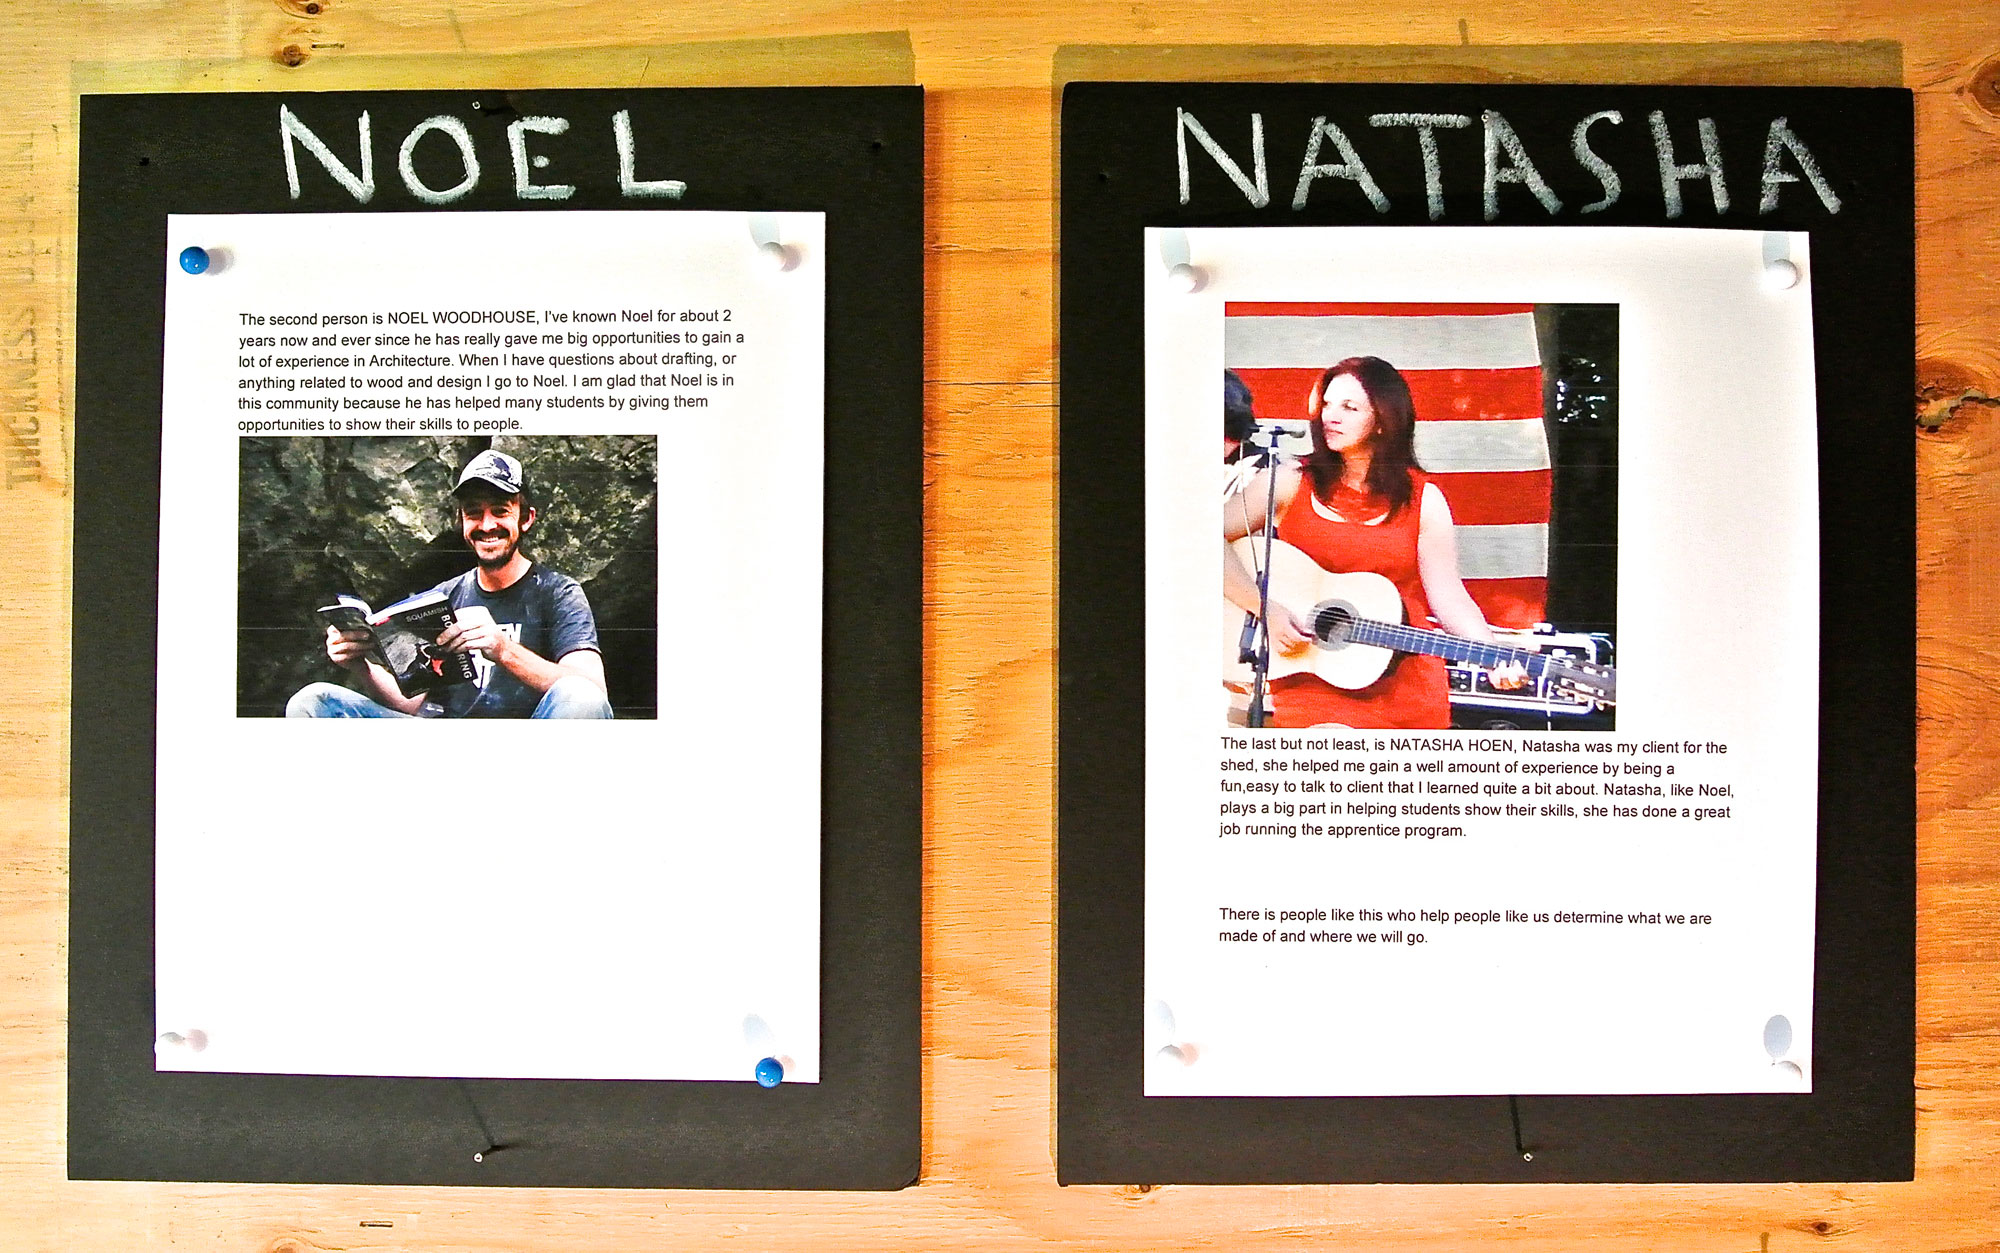 NOEL
The second person is NOEL WOODHOUSE, I've known Noel for about 2
years now and ever since he has really gave me big opportunities to gain a
lot of experience in Architecture. When I have questions about drafting, or
anything related to wood and design I go to Noel. I am glad that Noel is in
this community because he has helped many students by giving them
opportunities to show their skills to people.
SQUAMISH
NATASHA
The last but not least, is NATASHA HOEN, Natasha was my client for the
shed, she helped me gain a well amount of experience by being a
fun,easy to talk to client that I learned quite a bit about. Natasha, like Noel,
plays a big part in helping students show their skills, she has done a great
job running the apprentice program.
There is people like this who help people like us determine what we are
made of and where we will go.
THICKNESS